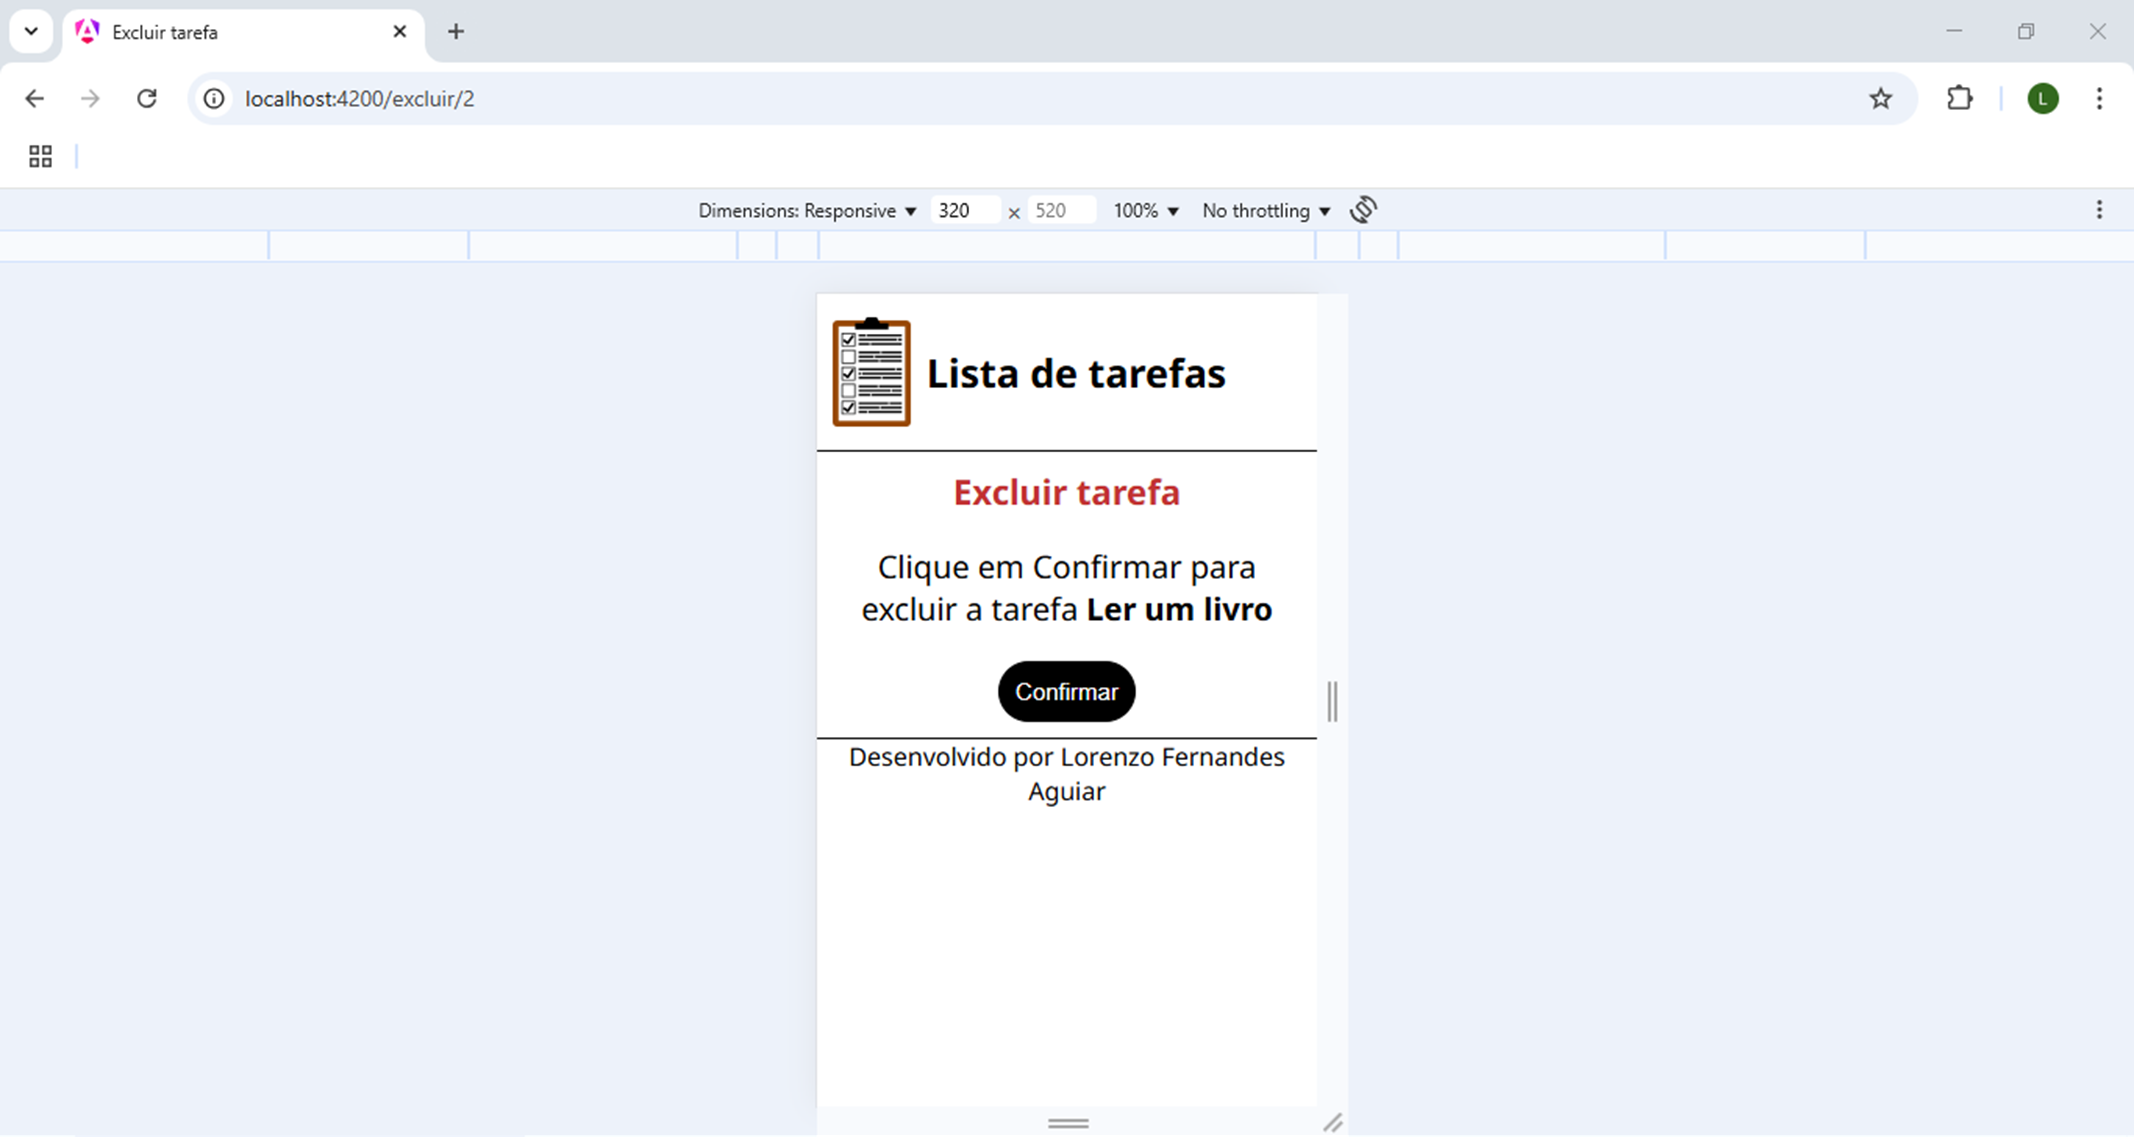 Excluir tarefa
localhost:4200/excluir/2
L
Dimensions: Responsive 320 × 520 100% No throttling
Lista de tarefas
Excluir tarefa
Clique em Confirmar para
excluir a tarefa Ler um livro
Confirmar
Desenvolvido por Lorenzo Fernandes
Aguiar